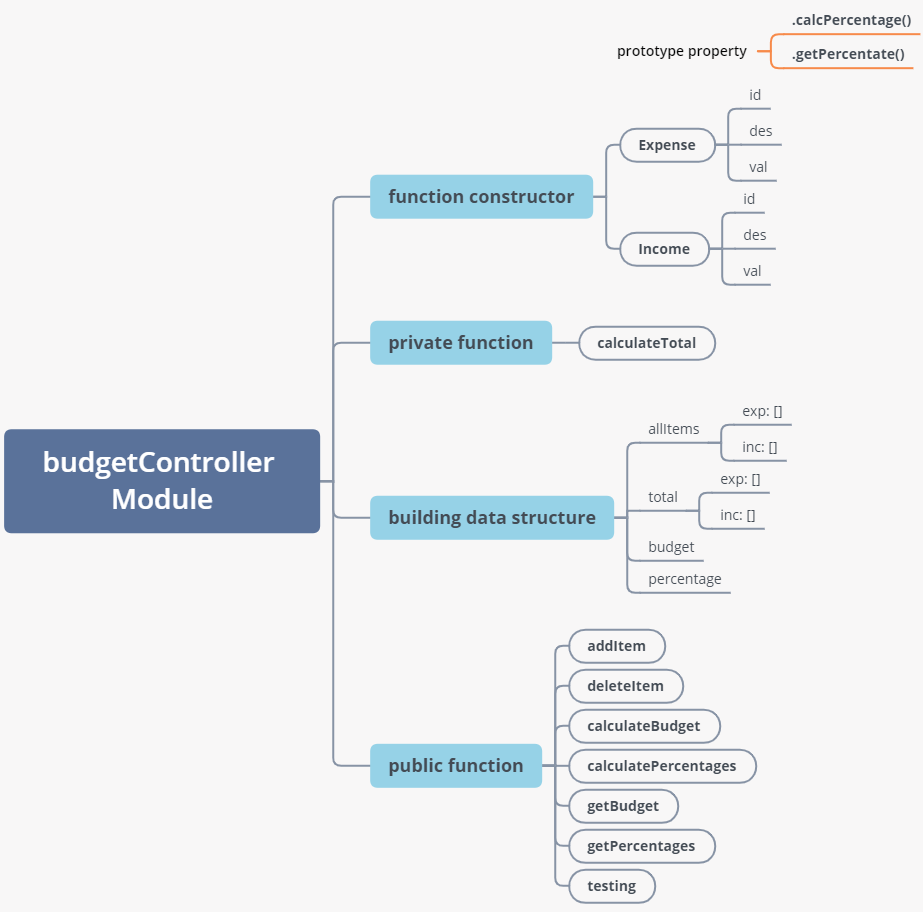 .calcPercentage()
prototype property
.getPercentate()
id
Expense
des
val
function constructor
id
Income
des
val
private function
calculateTotal
budgetController
Module
building data structure
allItems
exp: []
inc: []
total
exp: []
inc: []
budget
percentage
public function
addItem
deleteItem
calculateBudget
calculatePercentages
getBudget
getPercentages
testing